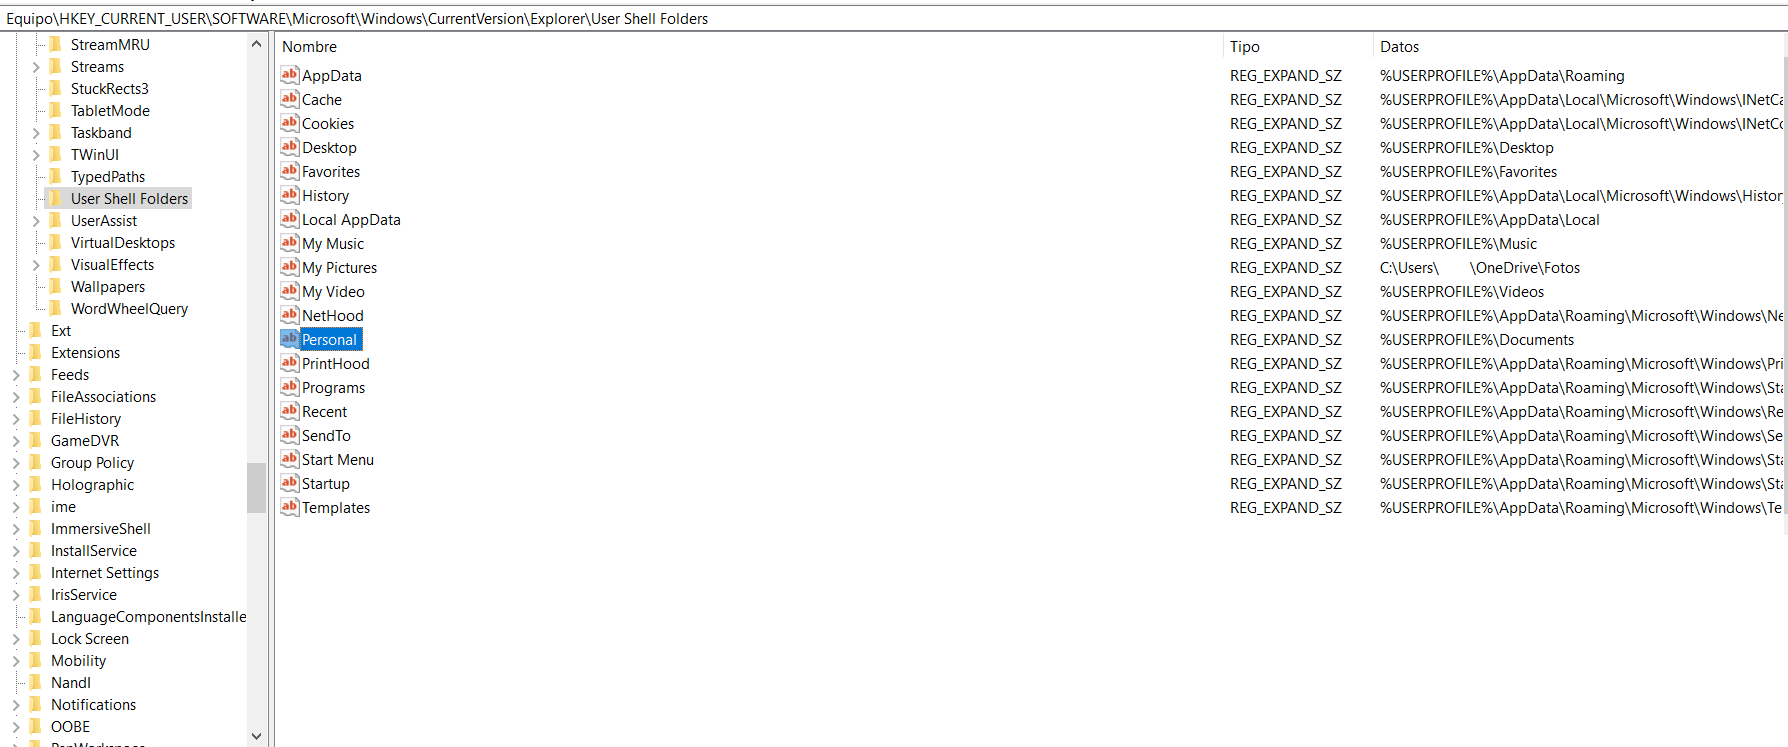 Equipo\HKEY_CURRENT_USER\SOFTWARE\Microsoft\Windows\CurrentVersion\Explorer\User Shell Folders
StreamMRU
Streams
StuckRects3
TabletMode
Taskband
TWinUI
TypedPaths
User Shell Folders
UserAssist
VirtualDesktops
VisualEffects
Wallpapers
WordWheelQuery
Ext
Extensions
Feeds
FileAssociations
FileHistory
GameDVR
Group Policy
Holographic
ime
ImmersiveShell
InstallService
Internet Settings
IrisService
LanguageComponentsInstalle
Lock Screen
Mobility
NandI
Notifications
OOBE
Nombre Tipo Datos
AppData REG_EXPAND_SZ %USERPROFILE%\AppData\Roaming
Cache REG_EXPAND_SZ %USERPROFILE%\AppData\Local\Microsoft\Windows\INetCa
Cookies REG_EXPAND_SZ %USERPROFILE%\AppData\Local\Microsoft\Windows\INetCo
Desktop REG_EXPAND_SZ %USERPROFILE%\Desktop
Favorites REG_EXPAND_SZ %USERPROFILE%\Favorites
History REG_EXPAND_SZ %USERPROFILE%\AppData\Local\Microsoft\Windows\History
Local AppData REG_EXPAND_SZ %USERPROFILE%\AppData\Local
My Music REG_EXPAND_SZ %USERPROFILE%\Music
My Pictures REG_EXPAND_SZ C:\Users\ \OneDrive\Fotos
My Video REG_EXPAND_SZ %USERPROFILE%\Videos
NetHood REG_EXPAND_SZ %USERPROFILE%\AppData\Roaming\Microsoft\Windows\Ne
Personal REG_EXPAND_SZ %USERPROFILE%\Documents
PrintHood REG_EXPAND_SZ %USERPROFILE%\AppData\Roaming\Microsoft\Windows\Pri
Programs REG_EXPAND_SZ %USERPROFILE%\AppData\Roaming\Microsoft\Windows\Sta
Recent REG_EXPAND_SZ %USERPROFILE%\AppData\Roaming\Microsoft\Windows\Re
SendTo REG_EXPAND_SZ %USERPROFILE%\AppData\Roaming\Microsoft\Windows\Se
Start Menu REG_EXPAND_SZ %USERPROFILE%\AppData\Roaming\Microsoft\Windows\Sta
Startup REG_EXPAND_SZ %USERPROFILE%\AppData\Roaming\Microsoft\Windows\Sta
Templates REG_EXPAND_SZ %USERPROFILE%\AppData\Roaming\Microsoft\Windows\Te